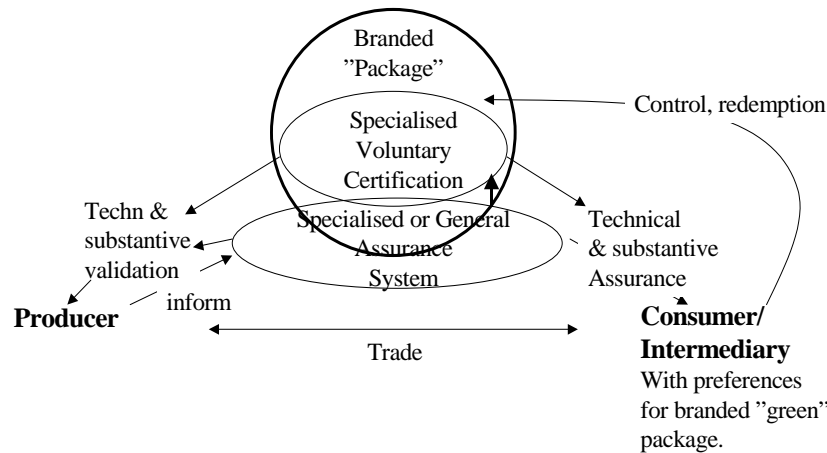 Branded
”Package”
Control, redemption
Specialised
Voluntary
Certification
Techn &
substantive
validation
Specialised or General
Assurance
System
Technical
& substantive
Assurance
inform
Producer
Trade
Consumer/
Intermediary
With preferences
for branded ”green”
package.